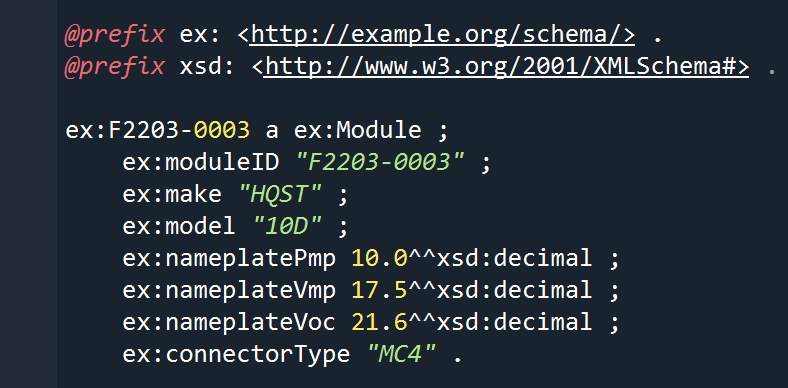 @prefix ex: <http://example.org/schema/> .
@prefix xsd: <http://www.w3.org/2001/XMLSchema#> .
ex:F2203-0003 a ex:Module ;
ex:moduleID "F2203-0003" ;
ex:make "HQST" ;
ex:model "10D" ;
ex:nameplatePmp 10.0^^xsd:decimal ;
ex:nameplateVmp 17.5^^xsd:decimal ;
ex:nameplateVoc 21.6^^xsd:decimal ;
ex:connectorType "MC4" .